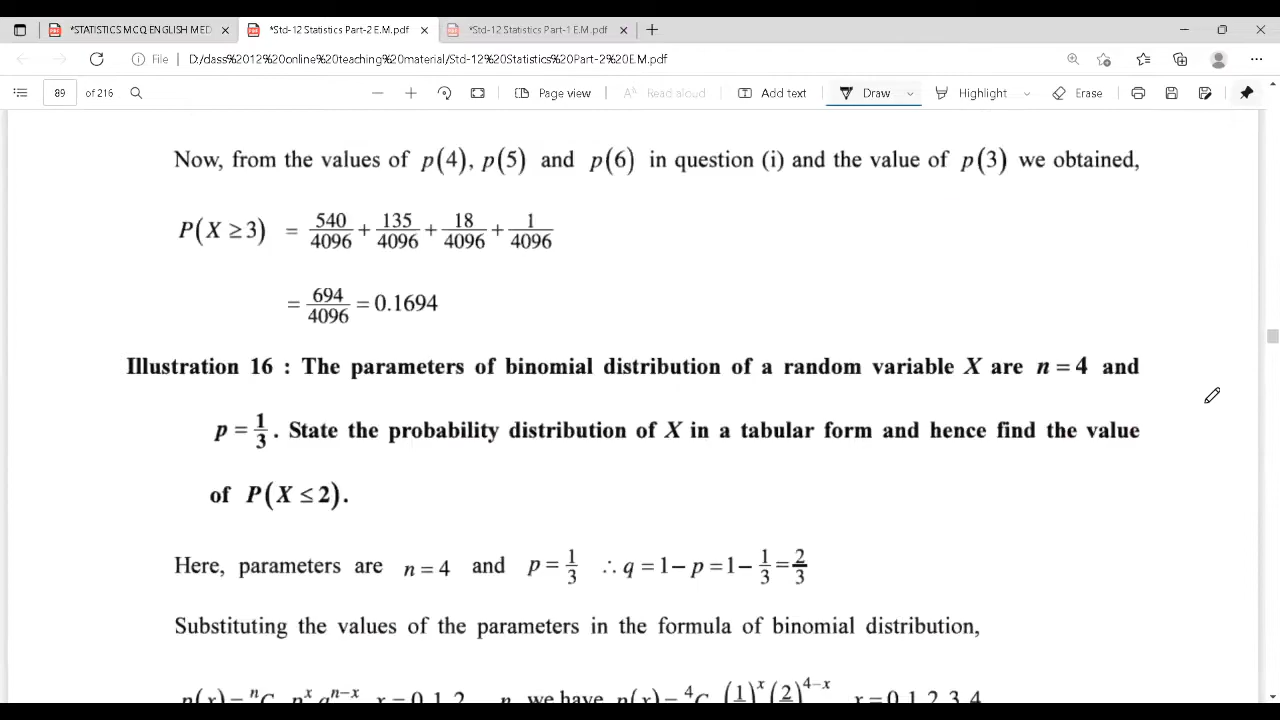 *STATISTICS MCQ ENGLISH MED
*Std-12 Statistics Part-2 E.M.pdf
*Std-12 Statistics Part-1 E.M.pdf
File | D:/class%2012%20online%20teaching%20material/Std-12%20Statistics%20Part-2%20E.M.pdf
89 of 216 Page view Read aloud Add text Draw Highlight Erase
Now, from the values of p(4), p(5) and p(6) in question (i) and the value of p(3) we obtained,
P(X ≥ 3) = 540/4096 + 135/4096 + 18/4096 + 1/4096
= 694/4096 = 0.1694
Illustration 16 : The parameters of binomial distribution of a random variable X are n = 4 and
p = 1/3. State the probability distribution of X in a tabular form and hence find the value
of P(X ≤ 2).
Here, parameters are n = 4 and p = 1/3 ∴ q = 1 − p = 1 − 1/3 = 2/3
Substituting the values of the parameters in the formula of binomial distribution,
we have